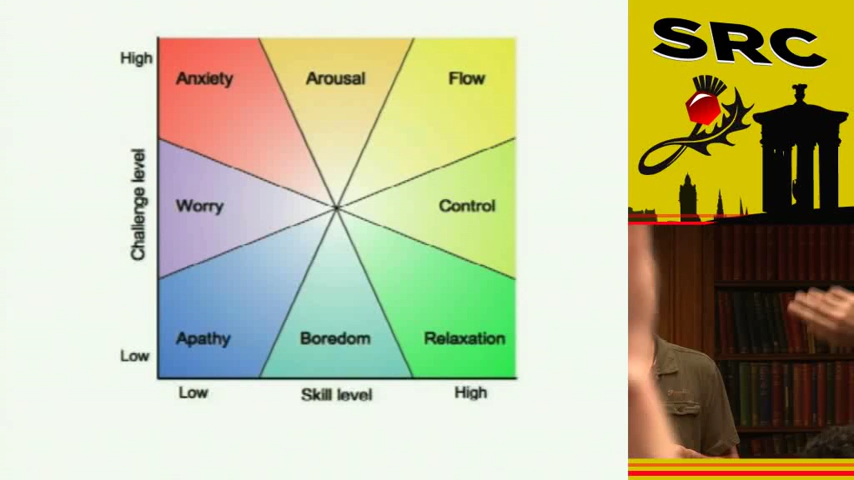 High
Anxiety
Arousal
Flow
Challenge level
Worry
Control
Apathy
Boredom
Relaxation
Low
Low
Skill level
High
SRC